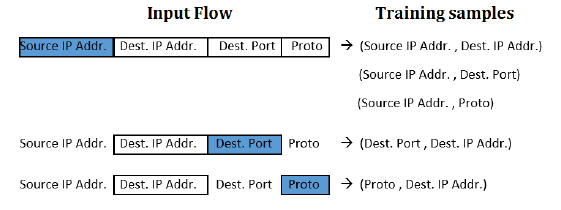 Input Flow Training samples
Source IP Addr. Dest. IP Addr. Dest. Port Proto → (Source IP Addr. , Dest. IP Addr.)
(Source IP Addr. , Dest. Port)
(Source IP Addr. , Proto)
Source IP Addr. Dest. IP Addr. Dest. Port Proto → (Dest. Port , Dest. IP Addr.)
Source IP Addr. Dest. IP Addr. Dest. Port Proto → (Proto , Dest. IP Addr.)